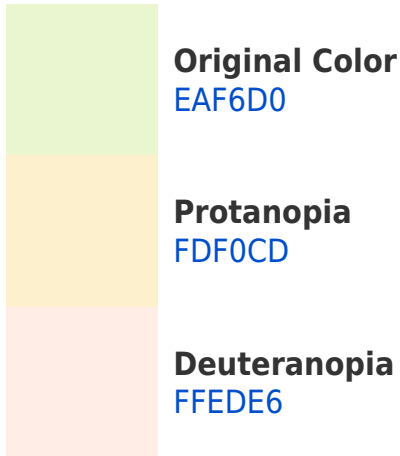 Original Color
EAF6D0
Protanopia
FDF0CD
Deuteranopia
FFEDE6